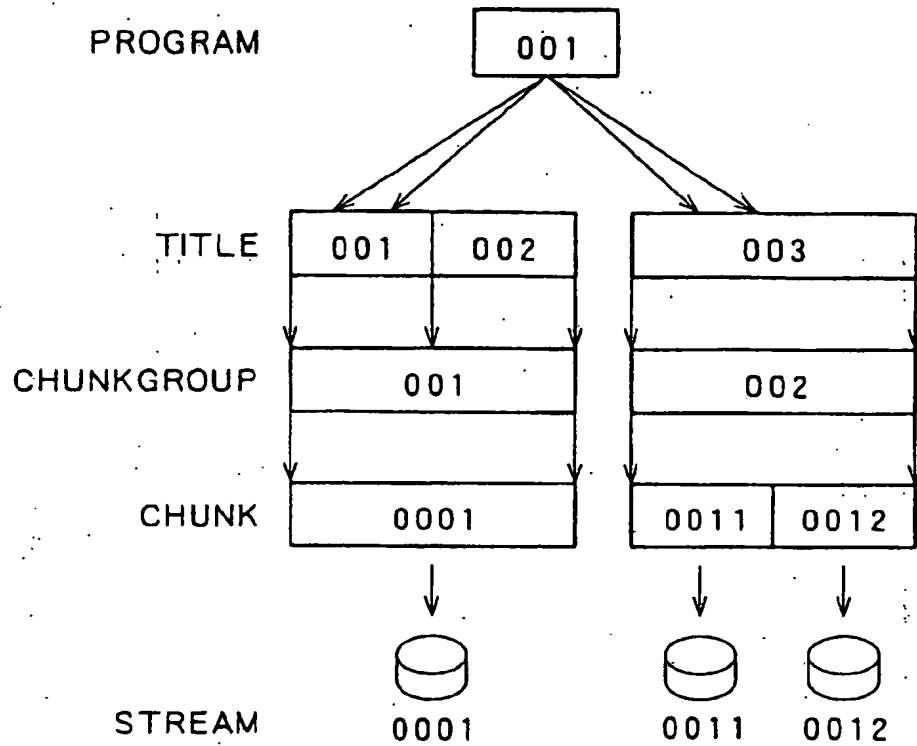 PROGRAM 001
TITLE 001 002 003
CHUNKGROUP 001 002
CHUNK 0001 0011 0012
STREAM 0001 0011 0012